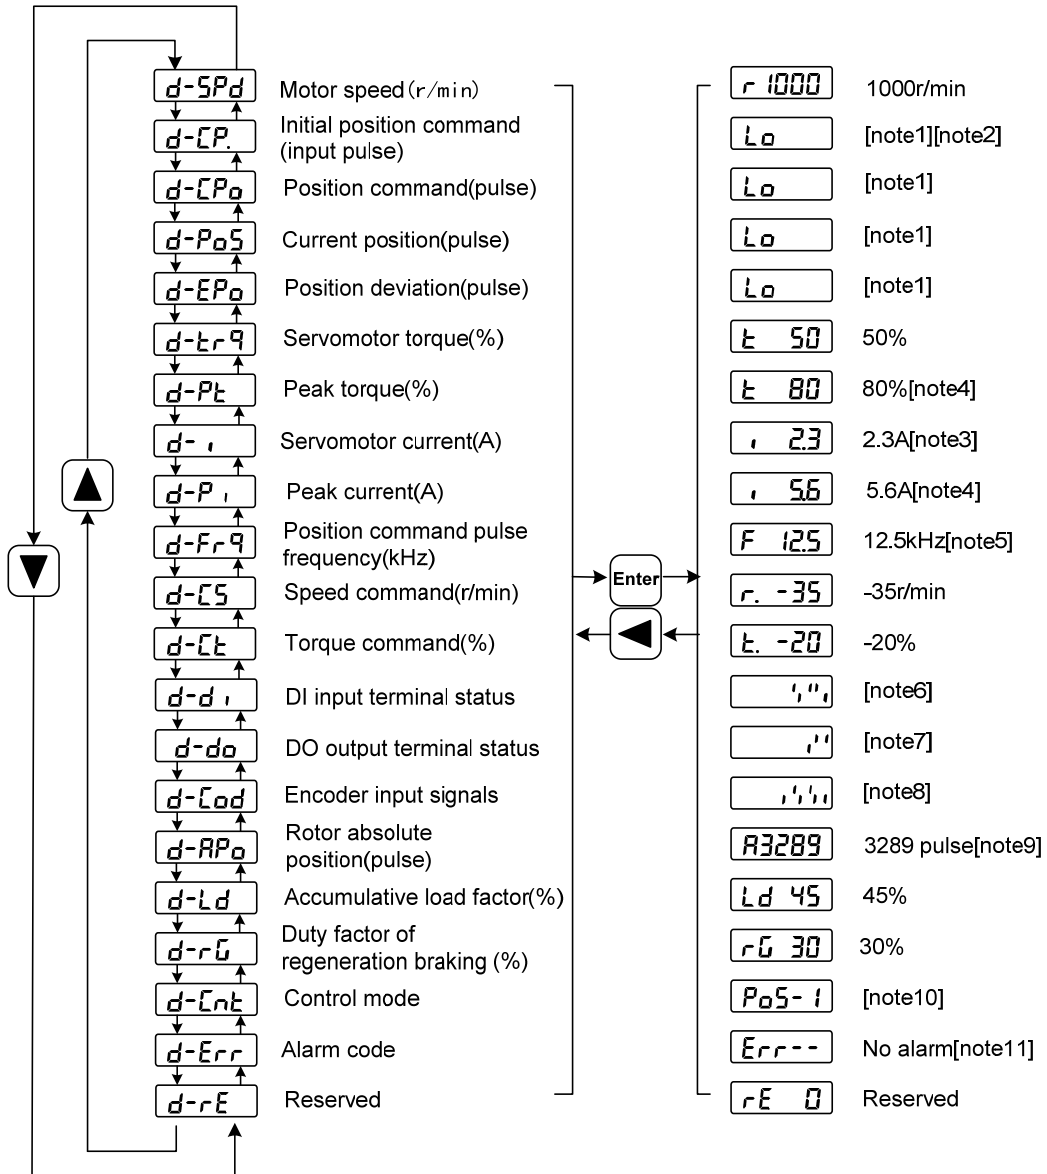 d-SPd Motor speed(r/min) r 1000 1000r/min
d-CP. Initial position command Lo [note1][note2]
(input pulse)
d-CPo Position command(pulse) Lo [note1]
d-PoS Current position(pulse) Lo [note1]
d-EPo Position deviation(pulse) Lo [note1]
d-trq Servomotor torque(%) t 50 50%
d-Pt Peak torque(%) t 80 80%[note4]
d- i Servomotor current(A) i 2.3 2.3A[note3]
d-P i Peak current(A) i 5.6 5.6A[note4]
d-Frq Position command pulse F 12.5 12.5kHz[note5]
frequency(kHz)
Enter
d-CS Speed command(r/min) r. -35 -35r/min
d-Ct Torque command(%) t. -20 -20%
d-d i DI input terminal status [note6]
d-do DO output terminal status [note7]
d-Cod Encoder input signals [note8]
d-APo Rotor absolute A3289 3289 pulse[note9]
position(pulse)
d-Ld Accumulative load factor(%) Ld 45 45%
d-rG Duty factor of rG 30 30%
regeneration braking (%)
d-Cnt Control mode PoS- 1 [note10]
d-Err Alarm code Err-- No alarm[note11]
d-rE Reserved rE 0 Reserved